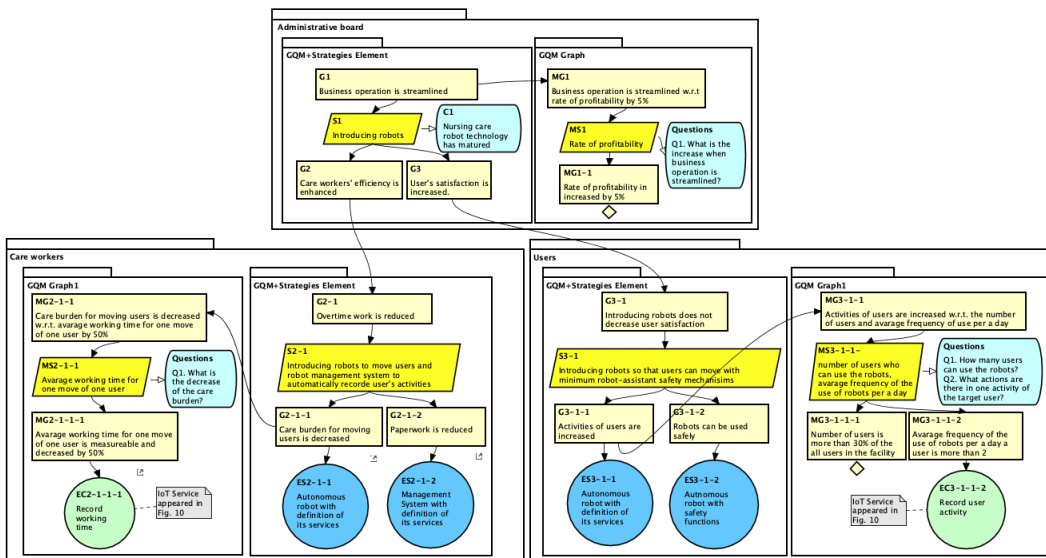 Administrative board
GQM+Strategies Element
G1
Business operation is streamlined
S1
Introducing robots
C1
Nursing care
robot technology
has matured
G2
Care workers' efficiency is
enhanced
G3
User's satisfaction is
increased.
GQM Graph
MG1
Business operation is streamlined w.r.t
rate of profitability by 5%
MS1
Rate of profitability
Questions
Q1. What is the
increase when
business
operation is
streamlined?
MG1-1
Rate of profitability in
increased by 5%
Care workers
GQM Graph1
MG2-1-1
Care burden for moving users is decreased
w.r.t. avarage working time for one move
of one user by 50%
MS2-1-1
Avarage working time for
one move of one user
Questions
Q1. What is
the decrease
of the care
burden?
MG2-1-1-1
Avarage working time for one move
of one user is measureable and
decreased by 50%
EC2-1-1-1
Record
working
time
IoT Service
appeared in
Fig. 10
GQM+Strategies Element
G2-1
Overtime work is reduced
S2-1
Introducing robots to move users and
robot management system to
automatically recorde user's activities
G2-1-1
Care burden for moving
users is decreased
G2-1-2
Paperwork is reduced
ES2-1-1
Autonomous
robot with
definition of
its services
ES2-1-2
Management
System with
definition of
its services
Users
GQM+Strategies Element
G3-1
Introducing robots does not
decrease user satisfaction
S3-1
Introducing robots so that users can move with
minimum robot-assistant safety mechanisims
G3-1-1
Activities of users are
increased
G3-1-2
Robots can be used
safely
ES3-1-1
Autonomous
robot with
definition of
its services
ES3-1-2
Autnomous
robot with
safety
functions
GQM Graph1
MG3-1-1
Activities of users are increased w.r.t. the number
of users and avarage frequency of use per a day
MS3-1-1-
number of users who
can use the robots,
avarage frequency of the
use of robots per a day
Questions
Q1. How many users
can use the robots?
Q2. What actions are
there in one activity of
the target user?
MG3-1-1-1
Number of users is
more than 30% of the
all users in the facility
MG3-1-1-2
Avarage frequency of the
use of robots per a day a
user is more than 2
IoT Service
appeared in
Fig. 10
EC3-1-1-2
Record user
activity